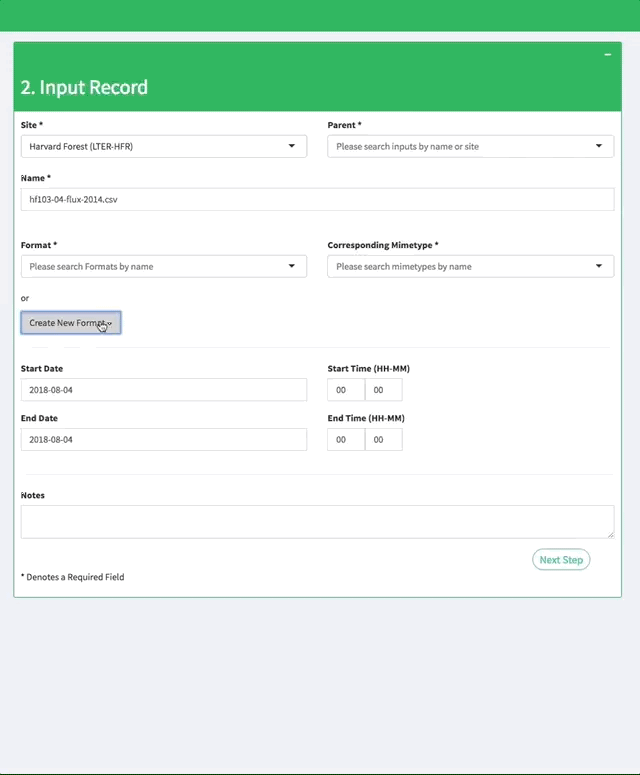 2. Input Record
Site * Parent *
Harvard Forest (LTER-HFR) Please search inputs by name or site
Name *
hf103-04-flux-2014.csv
Format * Corresponding Mimetype *
Please search Formats by name Please search mimetypes by name
or
Create New Format
Start Date Start Time (HH-MM)
2018-08-04 00 00
End Date End Time (HH-MM)
2018-08-04 00 00
Notes
Next Step
* Denotes a Required Field